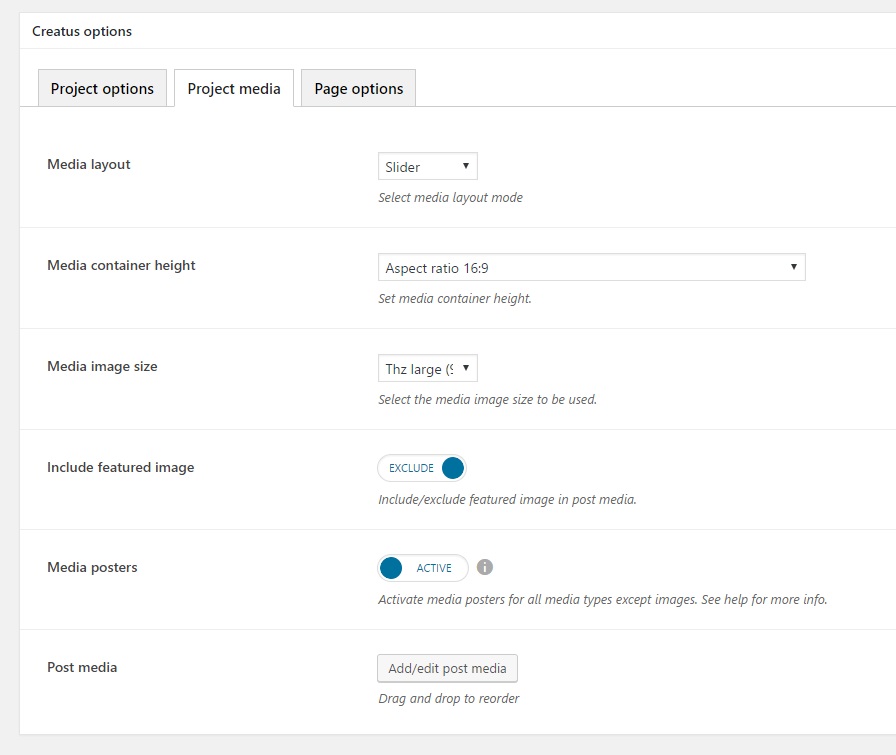 Creatus options
Project options Project media Page options
Media layout
Slider
Select media layout mode
Media container height
Aspect ratio 16:9
Set media container height.
Media image size
Thz large (S
Select the media image size to be used.
Include featured image
EXCLUDE
Include/exclude featured image in post media.
Media posters
ACTIVE
Activate media posters for all media types except images. See help for more info.
Post media
Add/edit post media
Drag and drop to reorder